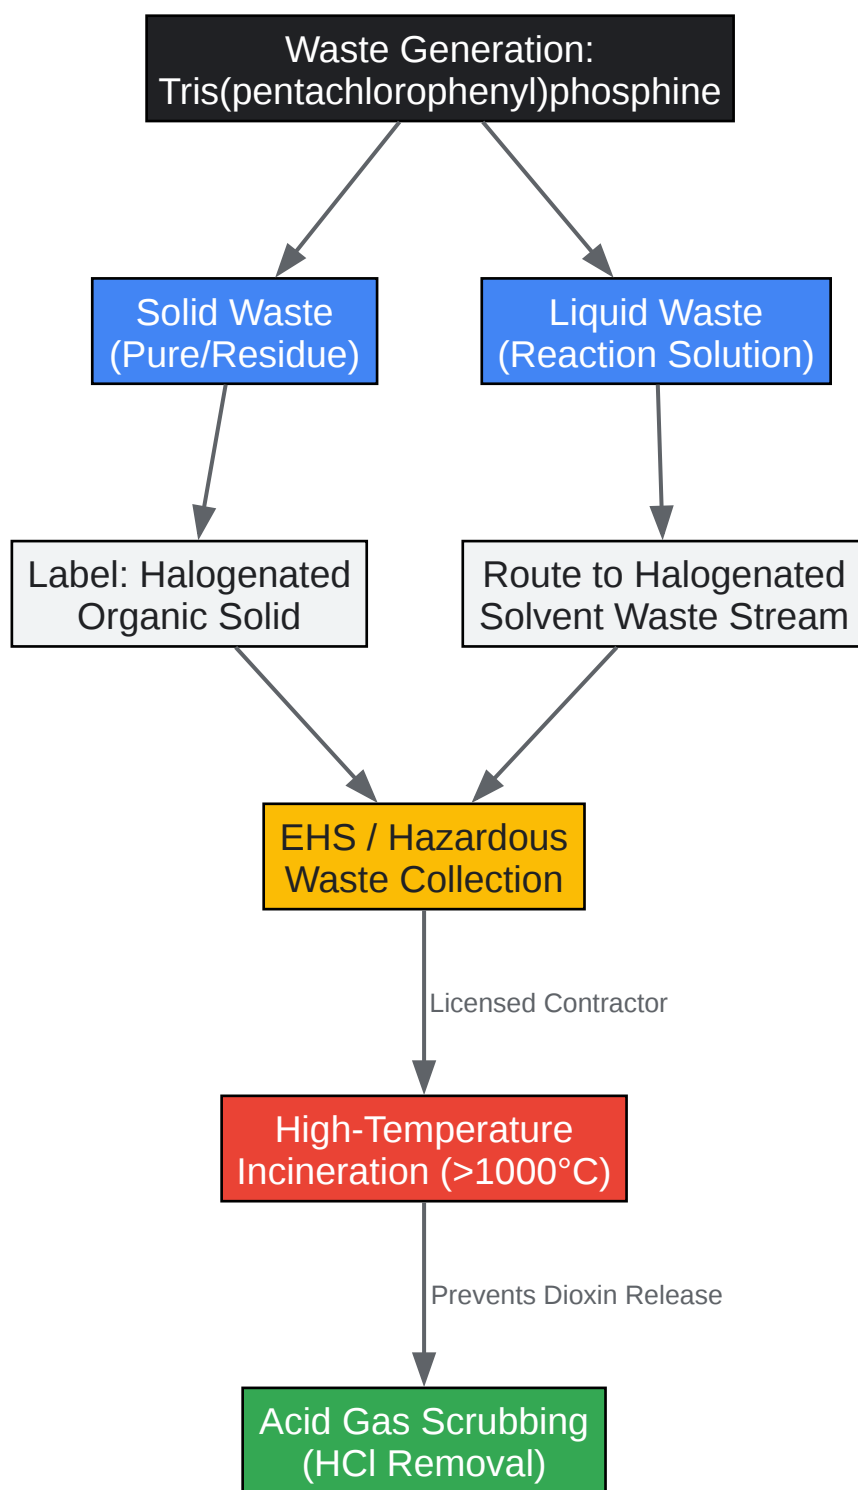 Waste Generation:
Tris(pentachlorophenyl)phosphine
Solid Waste
(Pure/Residue)
Liquid Waste
(Reaction Solution)
Label: Halogenated
Organic Solid
Route to Halogenated
Solvent Waste Stream
EHS / Hazardous
Waste Collection
Licensed Contractor
High-Temperature
Incineration (>1000°C)
Prevents Dioxin Release
Acid Gas Scrubbing
(HCl Removal)